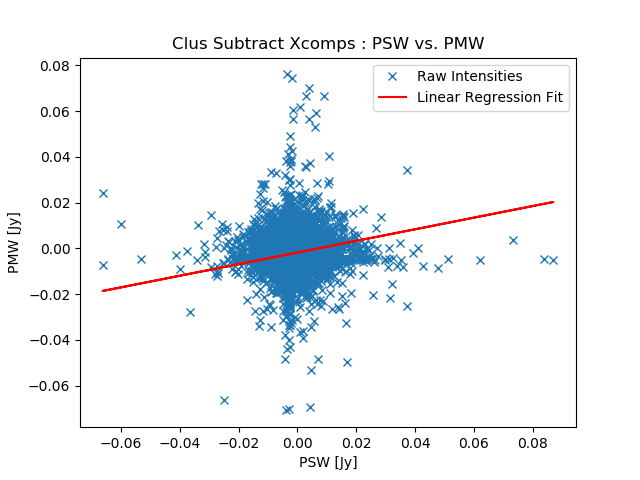 Clus Subtract Xcomps : PSW vs. PMW
Raw Intensities
Linear Regression Fit
0.08
0.06
0.04
0.02
0.00
−0.02
−0.04
−0.06
PMW [Jy]
−0.06 −0.04 −0.02 0.00 0.02 0.04 0.06 0.08
PSW [Jy]